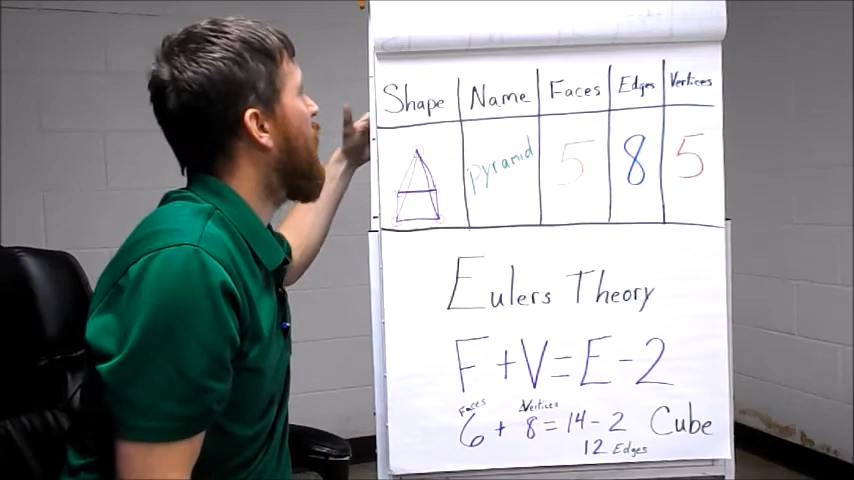 Shape Name Faces Edges Vertices
pyramid 5 8 5
Eulers Theory
F+V=E-2
Faces Vertices
6 + 8 = 14 - 2 Cube
12 Edges